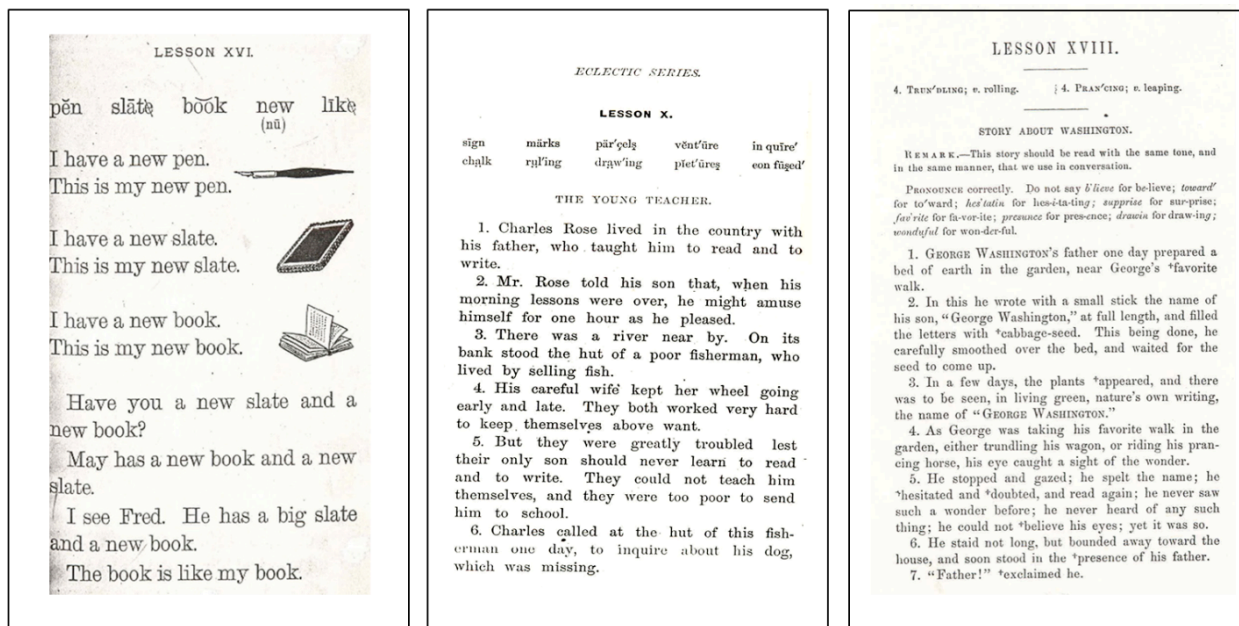 LESSON XVI.
pĕn slātė book new likė
(nū)
I have a new pen.
This is my new pen.
I have a new slate.
This is my new slate.
I have a new book.
This is my new book.
Have you a new slate and a
new book?
May has a new book and a new
slate.
I see Fred. He has a big slate
and a new book.
The book is like my book.
ECLECTIC SERIES.
LESSON X.
sīgn märks pär'çelş vĕnt'ūre in quīre'
chalk rụl'ing drạw'ing pĭct'ūreş con fūşed'
THE YOUNG TEACHER.
1. Charles Rose lived in the country with
his father, who taught him to read and to
write.
2. Mr. Rose told his son that, when his
morning lessons were over, he might amuse
himself for one hour as he pleased.
3. There was a river near by. On its
bank stood the hut of a poor fisherman, who
lived by selling fish.
4. His careful wife kept her wheel going
early and late. They both worked very hard
to keep themselves above want.
5. But they were greatly troubled lest
their only son should never learn to read
and to write. They could not teach him
themselves, and they were too poor to send
him to school.
6. Charles called at the hut of this fish-
erman one day, to inquire about his dog,
which was missing.
LESSON XVIII.
4. TRUN'DLING; v. rolling. } 4. PRAN'CING; v. leaping.
STORY ABOUT WASHINGTON.
REMARK.—This story should be read with the same tone, and
in the same manner, that we use in conversation.
PRONOUNCE correctly. Do not say b'lieve for be-lieve; toward'
for to'ward; hes'tatin for hes-i-ta-ting; supprise for sur-prise;
fav'rite for fa-vor-ite; presunce for pres-ence; drawin for draw-ing;
wonduful for won-der-ful.
1. GEORGE WASHINGTON'S father one day prepared a
bed of earth in the garden, near George's +favorite
walk.
2. In this he wrote with a small stick the name of
his son, "George Washington," at full length, and filled
the letters with +cabbage-seed. This being done, he
carefully smoothed over the bed, and waited for the
seed to come up.
3. In a few days, the plants +appeared, and there
was to be seen, in living green, nature's own writing,
the name of "GEORGE WASHINGTON."
4. As George was taking his favorite walk in the
garden, either trundling his wagon, or riding his pran-
cing horse, his eye caught a sight of the wonder.
5. He stopped and gazed; he spelt the name; he
+hesitated and +doubted, and read again; he never saw
such a wonder before; he never heard of any such
thing; he could not +believe his eyes; yet it was so.
6. He staid not long, but bounded away toward the
house, and soon stood in the +presence of his father.
7. "Father!" +exclaimed he.